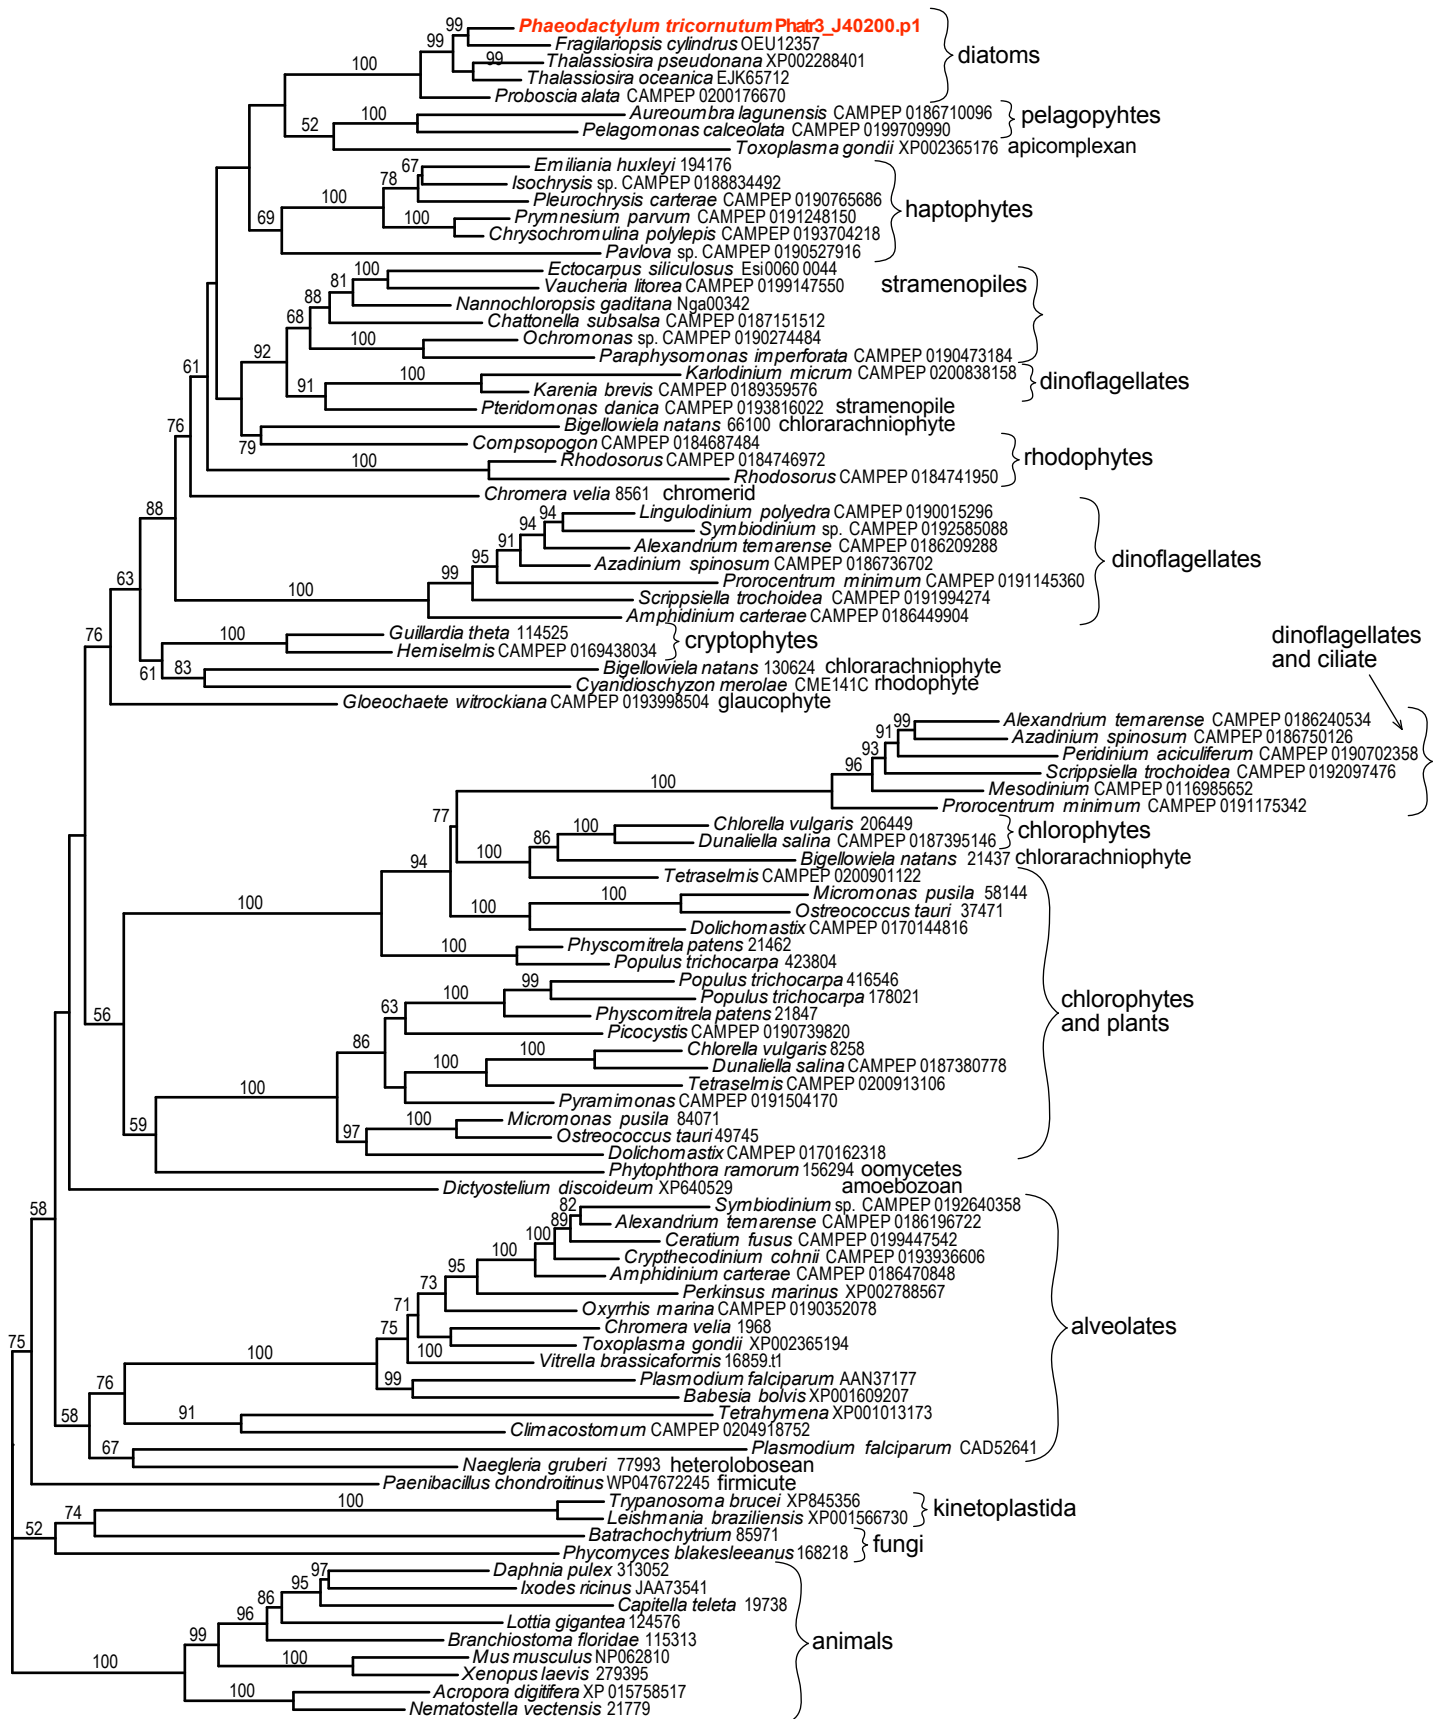 99
Phaeodactylum tricornutum Phatr3_J40200.p1
99
Fragilariopsis cylindrus OEU12357
diatoms
99
Thalassiosira pseudonana XP002288401
100
Thalassiosira oceanica EJK65712
Proboscia alata CAMPEP 0200176670
Aureoumbra lagunensis CAMPEP 0186710096
100
pelagopyhtes
52
Pelagomonas calceolata CAMPEP 0199709990
Toxoplasma gondii XP002365176 apicomplexan
67
Emiliania huxleyi 194176
78
Isochrysis sp. CAMPEP 0188834492
100
Pleurochrysis carterae CAMPEP 0190765686
haptophytes
100
Prymnesium parvum CAMPEP 0191248150
69
Chrysochromulina polylepis CAMPEP 0193704218
Pavlova sp. CAMPEP 0190527916
100
Ectocarpus siliculosus Esi0060 0044
81
Vaucheria litorea CAMPEP 0199147550
stramenopiles
88
Nannochloropsis gaditana Nga00342
68
Chattonella subsalsa CAMPEP 0187151512
100
Ochromonas sp. CAMPEP 0190274484
92
Paraphysomonas imperforata CAMPEP 0190473184
61
100
Karlodinium micrum CAMPEP 0200838158
dinoflagellates
91
Karenia brevis CAMPEP 0189359576
Pteridomonas danica CAMPEP 0193816022 stramenopile
76
Bigellowiela natans 66100 chlorarachniophyte
79
Compsopogon CAMPEP 0184687484
100
Rhodosorus CAMPEP 0184746972
rhodophytes
Rhodosorus CAMPEP 0184741950
Chromera velia 8561 chromerid
88
94
Lingulodinium polyedra CAMPEP 0190015296
94
Symbiodinium sp. CAMPEP 0192585088
91
Alexandrium temarense CAMPEP 0186209288
95
Azadinium spinosum CAMPEP 0186736702
dinoflagellates
99
Prorocentrum minimum CAMPEP 0191145360
63
100
Scrippsiella trochoidea CAMPEP 0191994274
Amphidinium carterae CAMPEP 0186449904
76
100
Guillardia theta 114525
cryptophytes
Hemiselmis CAMPEP 0169438034
61
83
Bigellowiela natans 130624 chlorarachniophyte
Cyanidioschyzon merolae CME141C rhodophyte
Gloeochaete witrockiana CAMPEP 0193998504 glaucophyte
dinoflagellates
and ciliate
99
Alexandrium temarense CAMPEP 0186240534
91
Azadinium spinosum CAMPEP 0186750126
93
Peridinium aciculiferum CAMPEP 0190702358
96
Scrippsiella trochoidea CAMPEP 0192097476
100
Mesodinium CAMPEP 0116985652
Prorocentrum minimum CAMPEP 0191175342
77
100
Chlorella vulgaris 206449
chlorophytes
86
Dunaliella salina CAMPEP 0187395146
100
Bigellowiela natans 21437 chlorarachniophyte
94
Tetraselmis CAMPEP 0200901122
100
Micromonas pusila 58144
100
Ostreococcus tauri 37471
100
Dolichomastix CAMPEP 0170144816
100
Physcomitrela patens 21462
Populus trichocarpa 423804
99
Populus trichocarpa 416546
100
Populus trichocarpa 178021
chlorophytes
and plants
63
Physcomitrela patens 21847
56
Picocystis CAMPEP 0190739820
86
100
Chlorella vulgaris 8258
100
Dunaliella salina CAMPEP 0187380778
Tetraselmis CAMPEP 0200913106
100
Pyramimonas CAMPEP 0191504170
100
Micromonas pusila 84071
59
97
Ostreococcus tauri 49745
Dolichomastix CAMPEP 0170162318
Phytophthora ramorum 156294 oomycetes
Dictyostelium discoideum XP640529 amoebozoan
58
82
Symbiodinium sp. CAMPEP 0192640358
89
Alexandrium temarense CAMPEP 0186196722
100
Ceratium fusus CAMPEP 0199447542
100
Crypthecodinium cohnii CAMPEP 0193936606
95
Amphidinium carterae CAMPEP 0186470848
73
Perkinsus marinus XP002788567
71
Oxyrrhis marina CAMPEP 0190352078
75
Chromera velia 1968
alveolates
75
100
Toxoplasma gondii XP002365194
100
Vitrella brassicaformis 16859.t1
76
99
Plasmodium falciparum AAN37177
Babesia bolvis XP001609207
58
91
Tetrahymena XP001013173
Climacostomum CAMPEP 0204918752
67
Plasmodium falciparum CAD52641
Naegleria gruberi 77993 heterolobosean
Paenibacillus chondroitinus WP047672245 firmicute
100
Trypanosoma brucei XP845356
kinetoplastida
74
Leishmania braziliensis XP001566730
52
Batrachochytrium 85971
fungi
Phycomyces blakesleeanus 168218
97
Daphnia pulex 313052
95
Ixodes ricinus JAA73541
86
Capitella teleta 19738
96
Lottia gigantea 124576
99
Branchiostoma floridae 115313
animals
100
Mus musculus NP062810
100
Xenopus laevis 279395
100
Acropora digitifera XP 015758517
Nematostella vectensis 21779